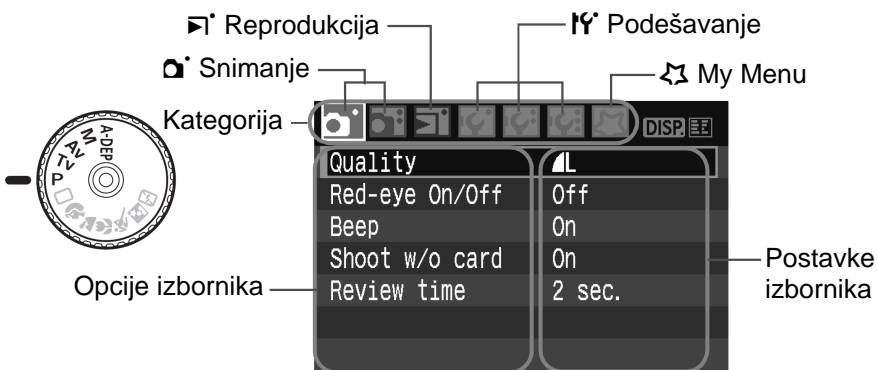 Reprodukcija
Podešavanje
Snimanje
My Menu
Kategorija
DISP.
A-DEP
M
Av
Tv
P
Quality L
Red-eye On/Off Off
Beep On
Shoot w/o card On
Review time 2 sec.
Opcije izbornika
Postavke
izbornika